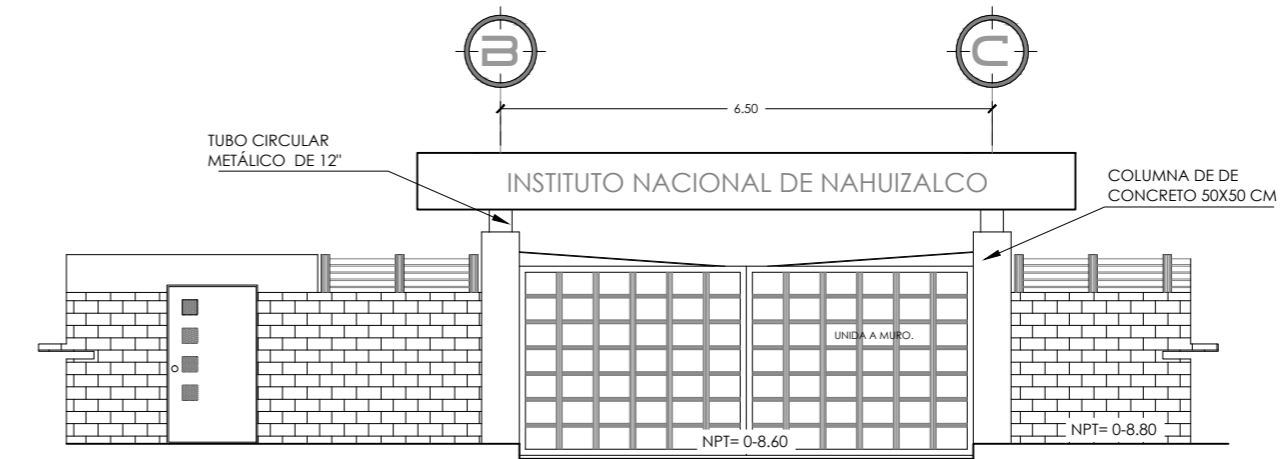 B
C
6.50
TUBO CIRCULAR
METÁLICO DE 12"
INSTITUTO NACIONAL DE NAHUIZALCO
COLUMNA DE DE
CONCRETO 50X50 CM
UNIDA A MURO.
NPT= 0-8.60
NPT= 0-8.80